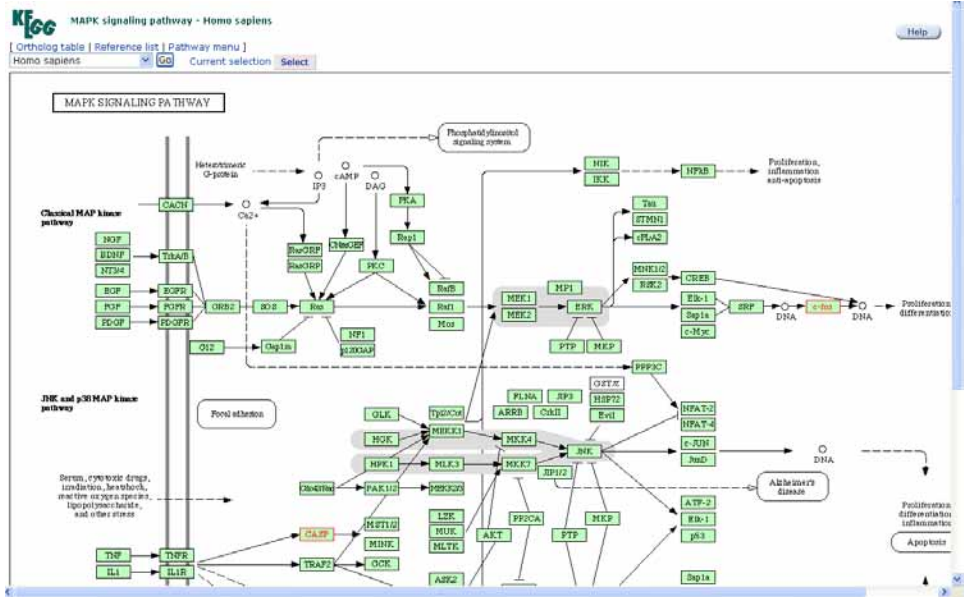 KEGG
MAPK signaling pathway - Homo sapiens
Help
[ Ortholog table | Reference list | Pathway menu ]
Homo sapiens
Go
Current selection
Select
MAPK SIGNALING PATHWAY
Phosphatidylinositol
signaling system
Heterotrimeric
G-protein
IP3
cAMP
DAG
NIK
IKK
NFkB
Proliferation,
inflammation
anti-apoptosis
Classical MAP kinase
pathway
CACN
Ca2+
PKA
Rap1
RasGRF
RasGRP
CNasGEF
PKC
Tau
STMN1
cPLA2
NGF
BDNF
NT3/4
TrkA/B
EGF
EGFR
FGF
FGFR
PDGF
PDGFR
GRB2
SOS
Ras
RafB
Raf1
Mos
MEK1
MEK2
MP1
ERK
MNK1/2
RSK2
CREB
Elk-1
Sap1a
c-Myc
SRF
DNA
c-fos
DNA
Proliferation
differentiation
G12
Gap1m
NF1
p120GAP
PTP
MKP
PPP3C
JNK and p38 MAP kinase
pathway
Focal adhesion
GLK
HGK
HPK1
Tpl2/Cot
MEKK1
MLK3
FLNA
JIP3
ARRB
CrkII
HSP72
Evi1
MKK4
MKK7
JNK
JIP1/2
NFAT-2
NFAT-4
c-JUN
JunD
DNA
Alzheimer's
disease
Serum, cytotoxic drugs,
irradiation, heatshock,
reactive oxygen species,
lipopolysaccharide,
and other stress
PAK1/2
MEKK2/3
CASP
MST1/2
MINK
GCK
LZK
MUK
MLTK
ASK2
AKT
PP2CA
PTP
MKP
ATF-2
Elk-1
p53
Sap1a
Proliferation
differentiation
inflammation
Apoptosis
TNF
TNFR
IL1
IL1R
TRAF2